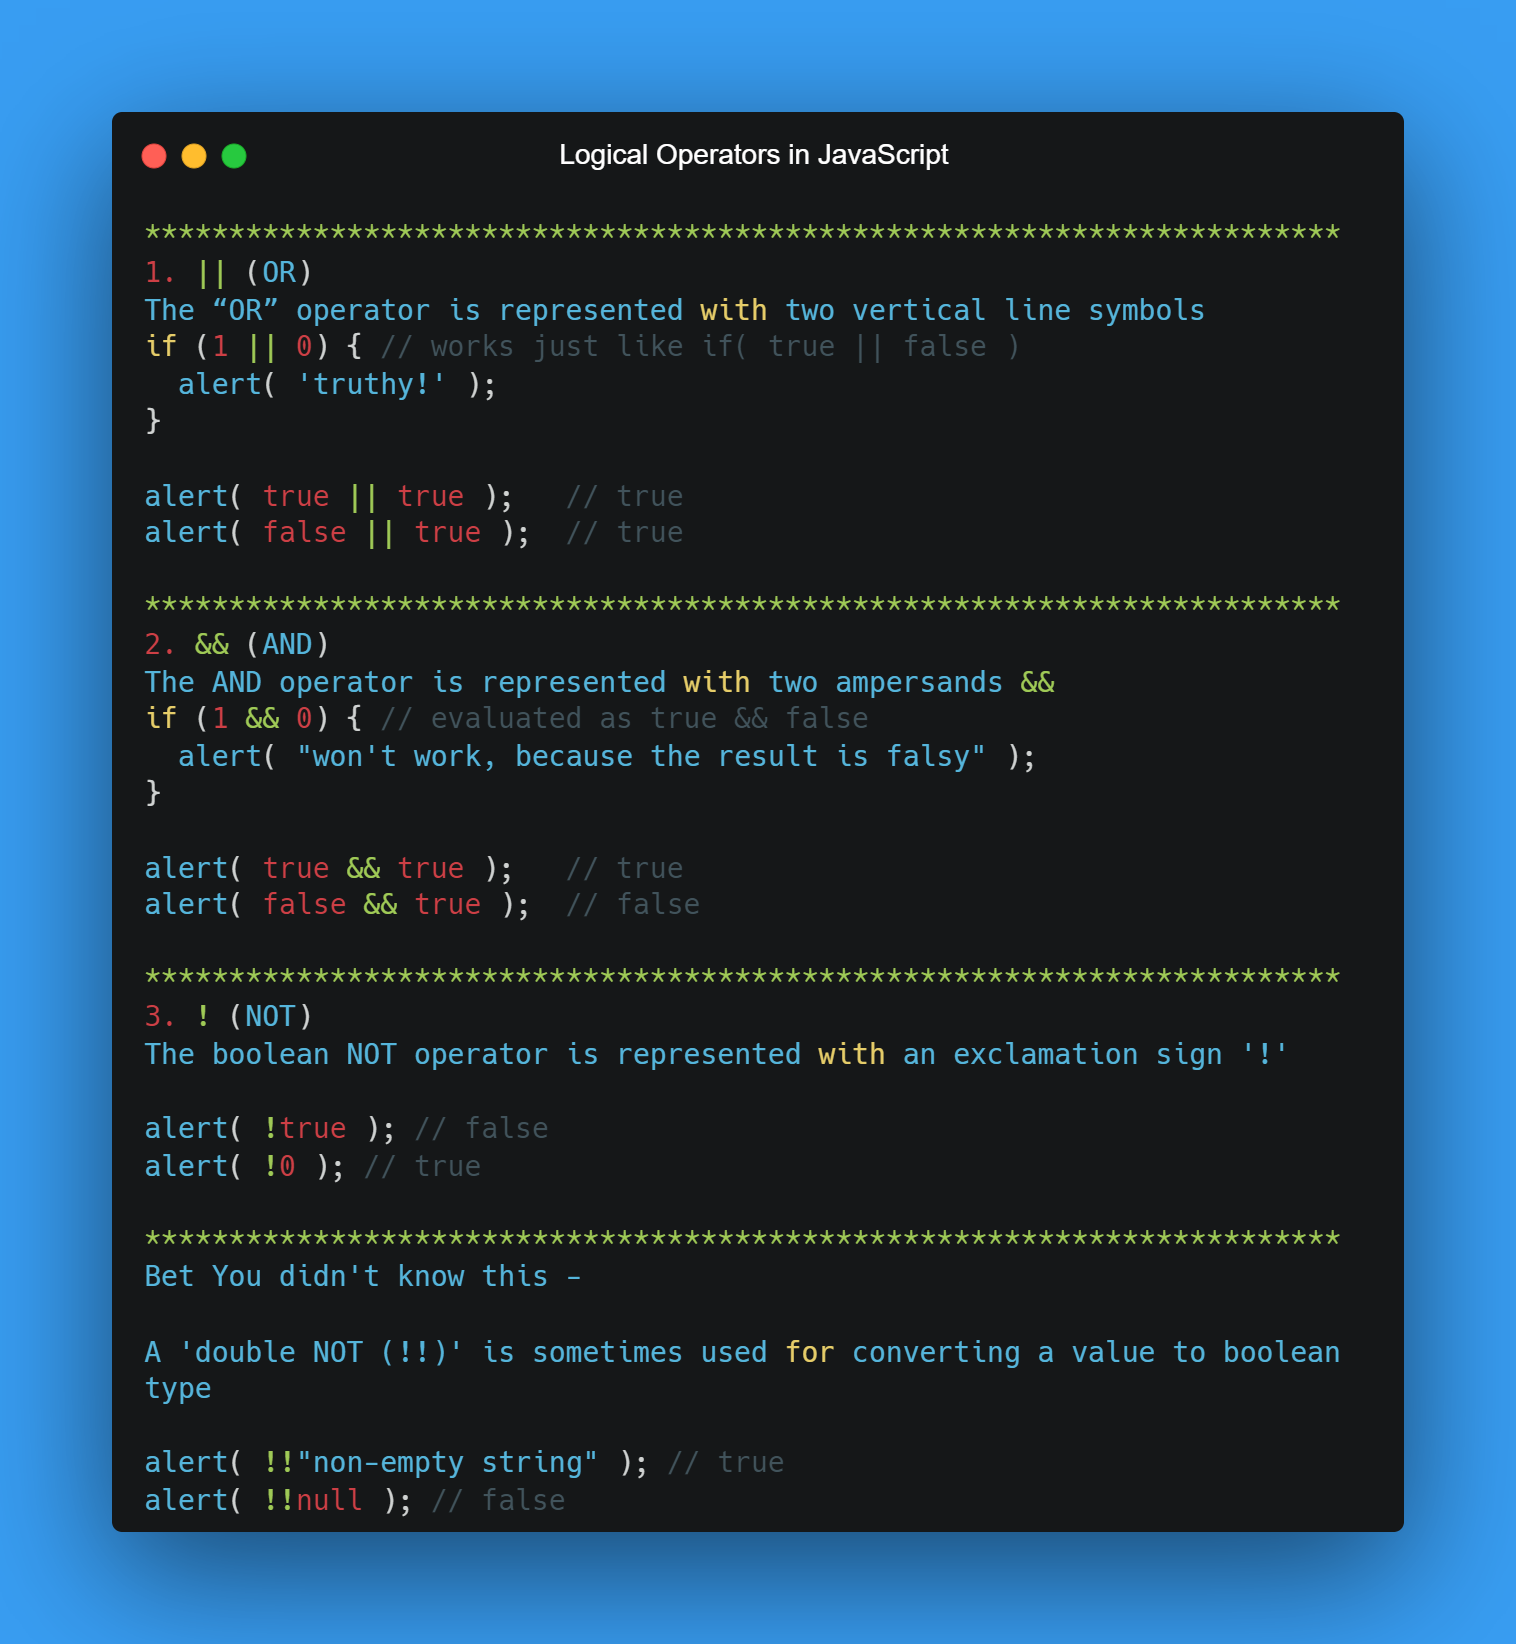 Logical Operators in JavaScript
***********************************************************************
1. || (OR)
The “OR” operator is represented with two vertical line symbols
if (1 || 0) { // works just like if( true || false )
  alert( 'truthy!' );
}
alert( true || true );   // true
alert( false || true );  // true
***********************************************************************
2. && (AND)
The AND operator is represented with two ampersands &&
if (1 && 0) { // evaluated as true && false
  alert( "won't work, because the result is falsy" );
}
alert( true && true );   // true
alert( false && true );  // false
***********************************************************************
3. ! (NOT)
The boolean NOT operator is represented with an exclamation sign '!'
alert( !true ); // false
alert( !0 ); // true
***********************************************************************
Bet You didn't know this -
A 'double NOT (!!)' is sometimes used for converting a value to boolean
type
alert( !!"non-empty string" ); // true
alert( !!null ); // false